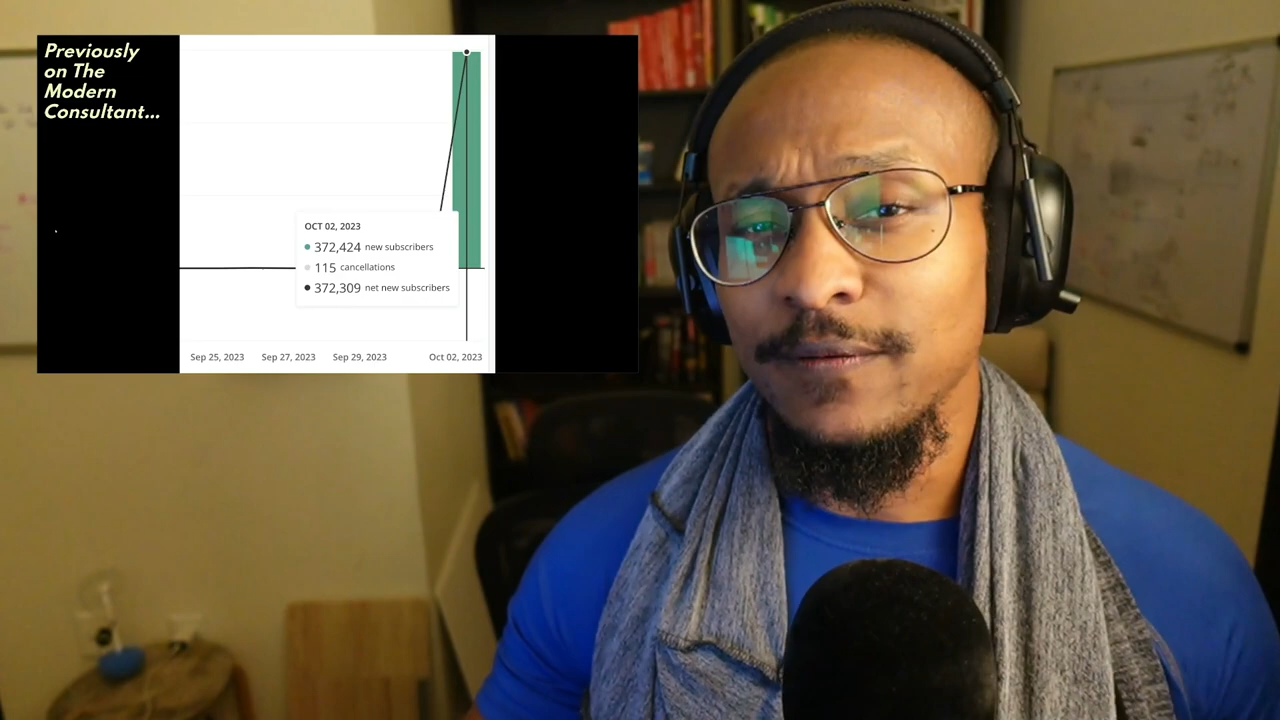 Previously
on The
Modern
Consultant...
OCT 02, 2023
372,424 new subscribers
115 cancellations
372,309 net new subscribers
Sep 25, 2023 Sep 27, 2023 Sep 29, 2023 Oct 02, 2023